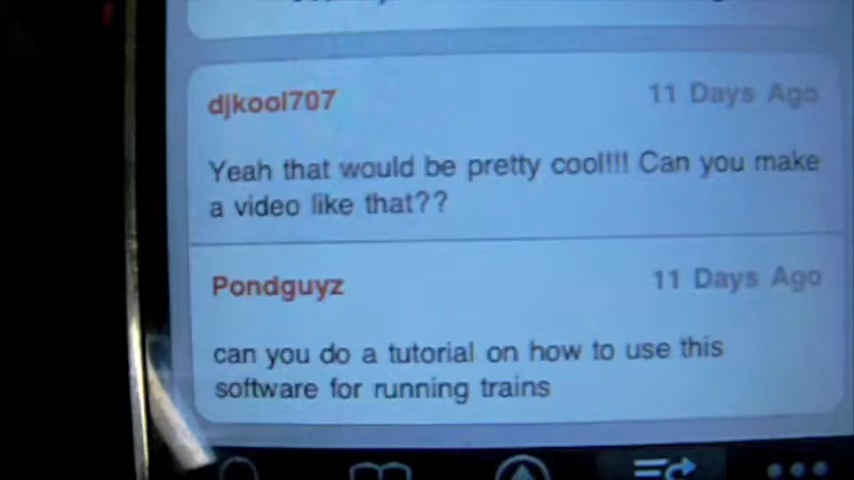 djkool707
11 Days Ago
Yeah that would be pretty cool!!! Can you make
a video like that??
Pondguyz
11 Days Ago
can you do a tutorial on how to use this
software for running trains